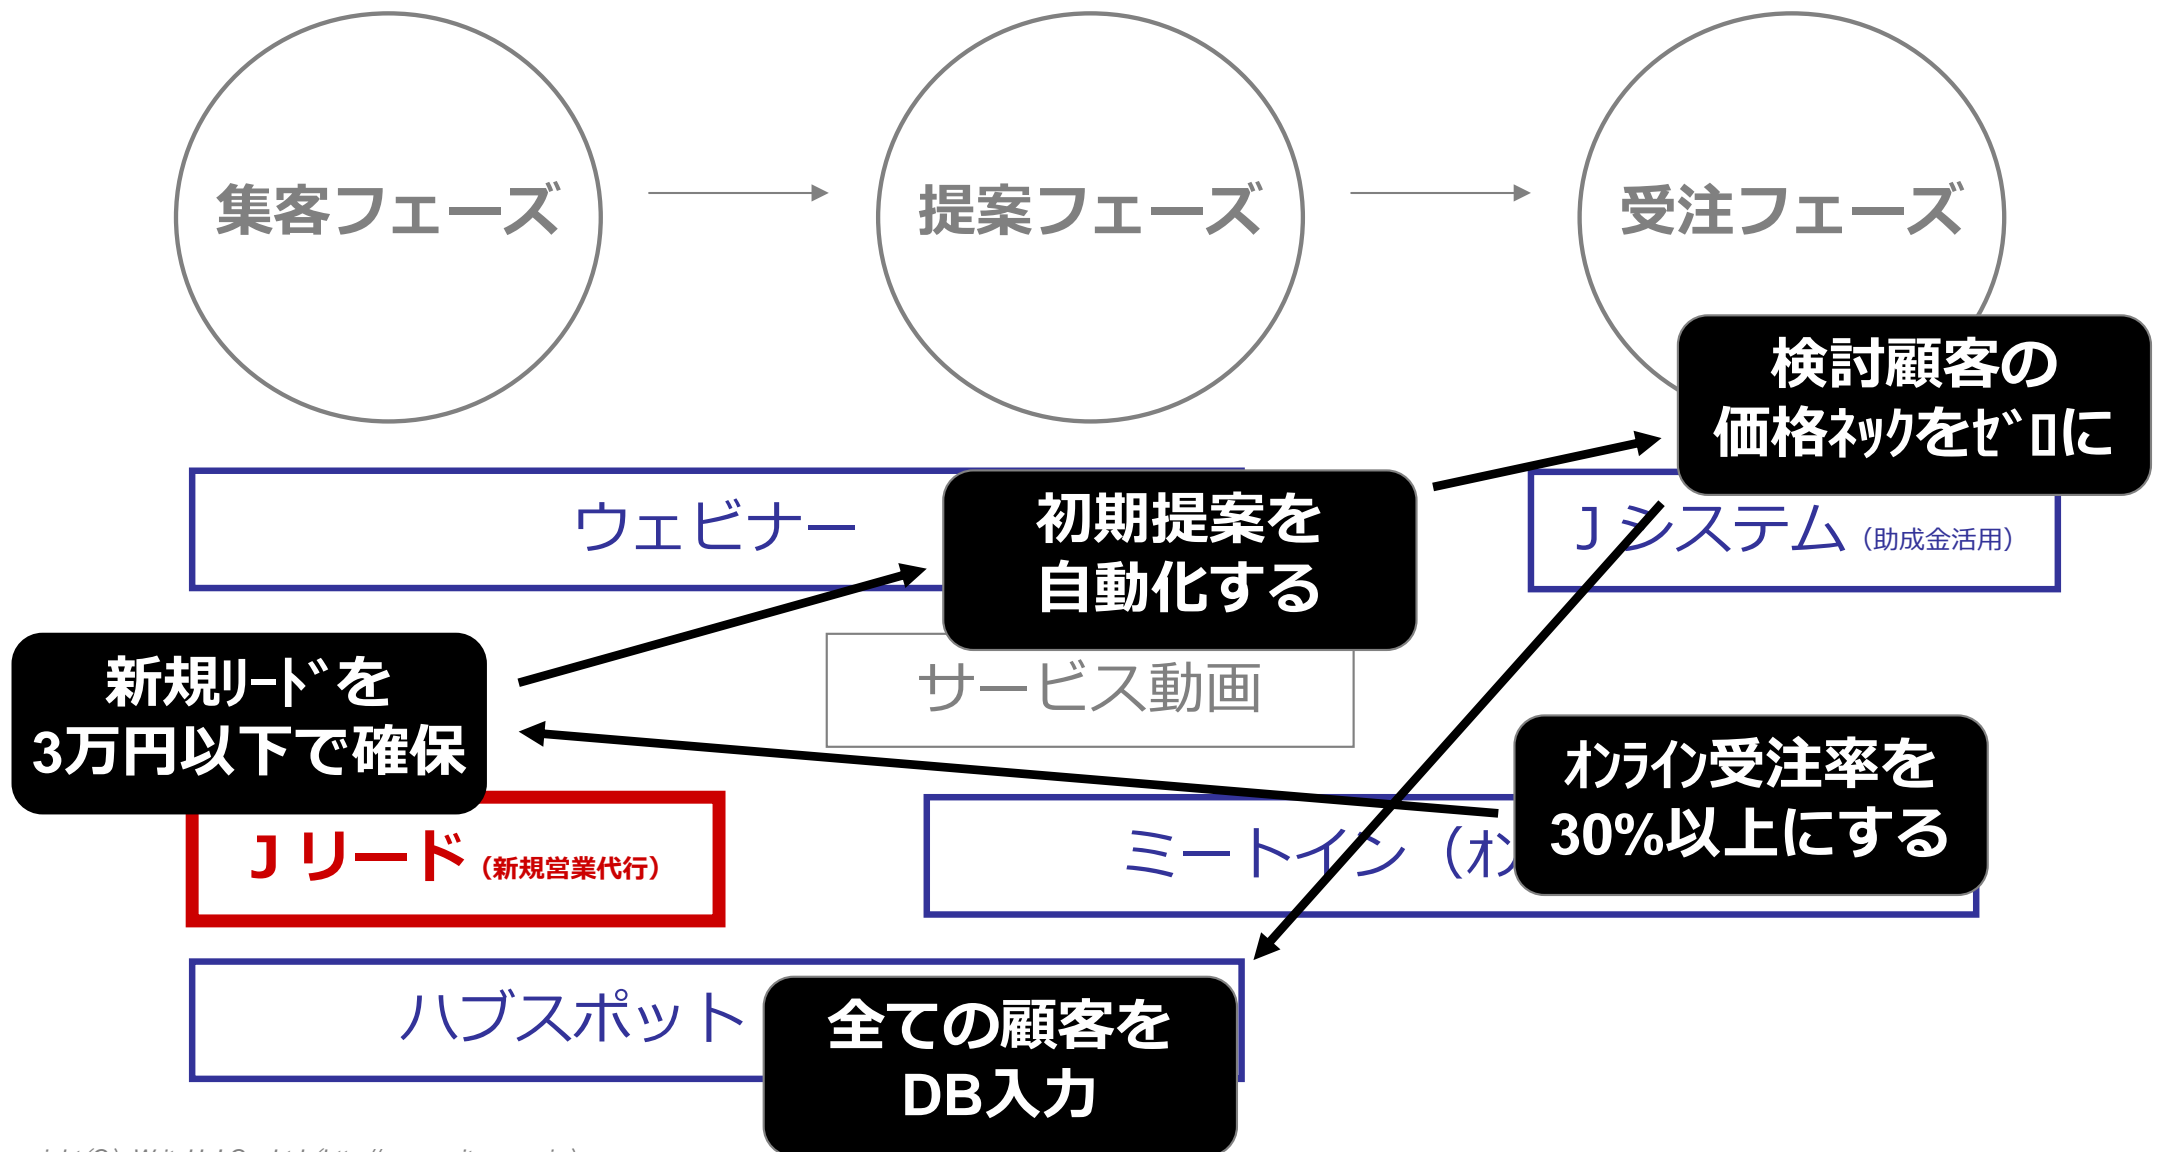 集客フェーズ
提案フェーズ
受注フェーズ
検討顧客の
価格ﾈｯｸをｾﾞﾛに
ウェビナー
初期提案を
自動化する
Jシステム（助成金活用）
新規ﾘｰﾄﾞを
3万円以下で確保
サービス動画
ｵﾝﾗｲﾝ受注率を
30%以上にする
Jリード（新規営業代行）
ミートイン（ｵ
ハブスポット
全ての顧客を
DB入力